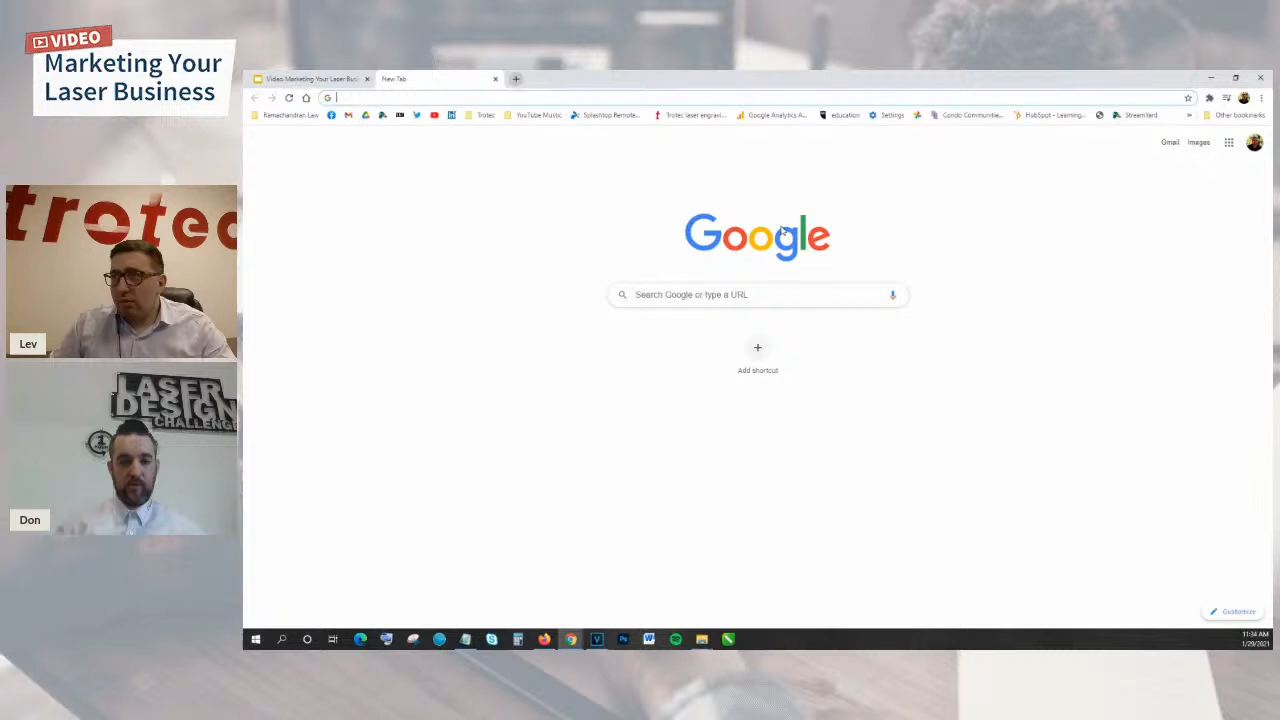 VIDEO
Marketing Your
Laser Business
Video Marketing Your Laser Busi
New Tab
Ramachandran Law
Trotec
YouTube Music
Splashtop Remote...
Trotec laser engravi...
Google Analytics A...
education
Settings
Condo Communitie...
HubSpot - Learning...
StreamYard
Other bookmarks
Gmail
Images
Google
Search Google or type a URL
Add shortcut
trotec
Lev
LASER
DESIGN
CHALLENGE
Don
Customize
11:34 AM
1/29/2021